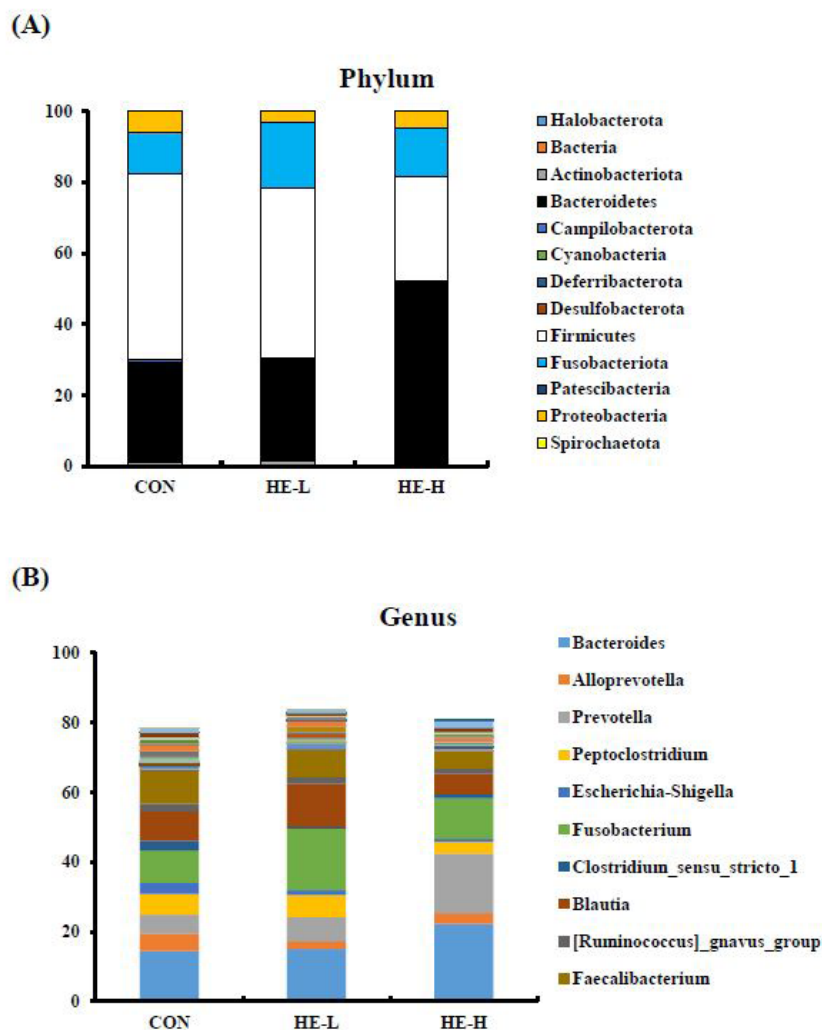 (A)
Phylum
100
80
60
40
20
0
CON HE-L HE-H
Halobacterota
Bacteria
Actinobacteriota
Bacteroidetes
Campilobacterota
Cyanobacteria
Deferribacterota
Desulfobacterota
Firmicutes
Fusobacteriota
Patescibacteria
Proteobacteria
Spirochaetota
(B)
Genus
100
80
60
40
20
0
CON HE-L HE-H
Bacteroides
Alloprevotella
Prevotella
Peptoclostridium
Escherichia-Shigella
Fusobacterium
Clostridium_sensu_stricto_1
Blautia
[Ruminococcus]_gnavus_group
Faecalibacterium